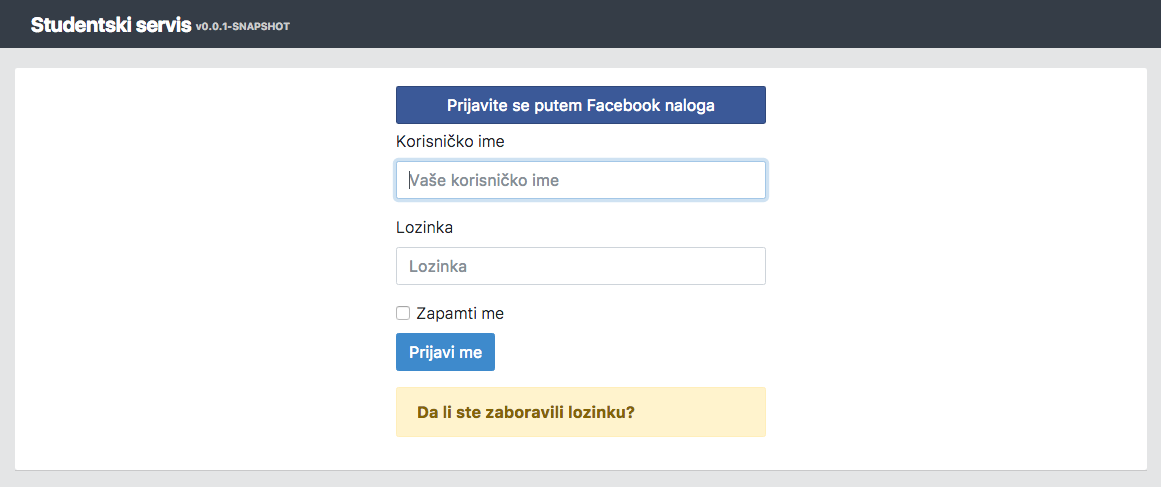 Studentski servis v0.0.1-SNAPSHOT
Prijavite se putem Facebook naloga
Korisničko ime
Vaše korisničko ime
Lozinka
Lozinka
Zapamti me
Prijavi me
Da li ste zaboravili lozinku?